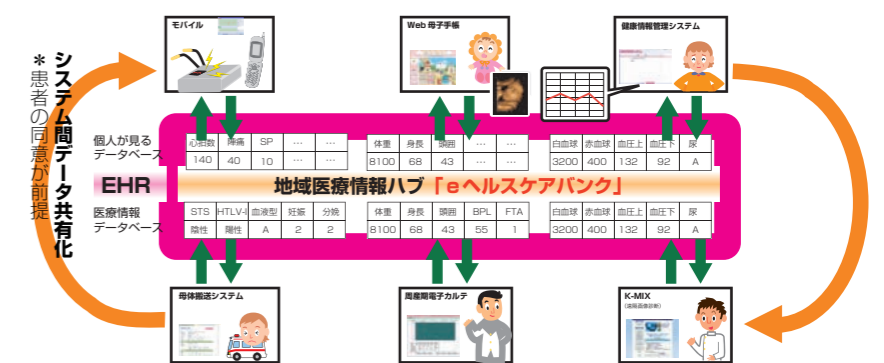 モバイル
Web 母子手帳
健康情報管理システム
システム間データ共有化
*患者の同意が前提
個人が見る
データベース
心拍数 陣痛 SP … …
140 40 10 … …
体重 身長 頭囲 … …
8100 68 43 … …
白血球 赤血球 血圧上 血圧下 尿
3200 400 132 92 A
EHR
地域医療情報ハブ「eヘルスケアバンク」
医療情報
データベース
STS HTLV-I 血液型 妊娠 分娩
陰性 陽性 A 2 2
体重 身長 頭囲 BPL FTA
8100 68 43 55 1
白血球 赤血球 血圧上 血圧下 尿
3200 400 132 92 A
母体搬送システム
周産期電子カルテ
K-MIX
(遠隔画像診断)